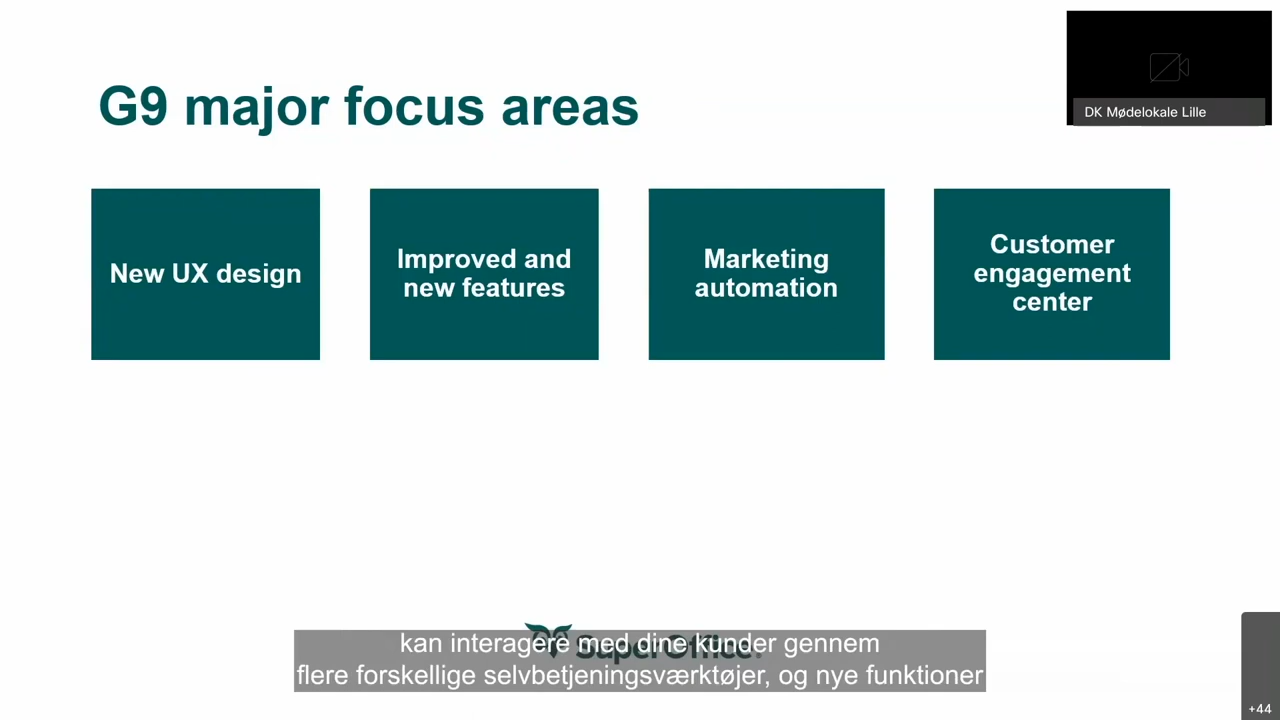 G9 major focus areas
DK Mødelokale Lille
New UX design
Improved and
new features
Marketing
automation
Customer
engagement
center
SuperOffice.
kan interagere med dine kunder gennem
flere forskellige selvbetjeningsværktøjer, og nye funktioner
+44